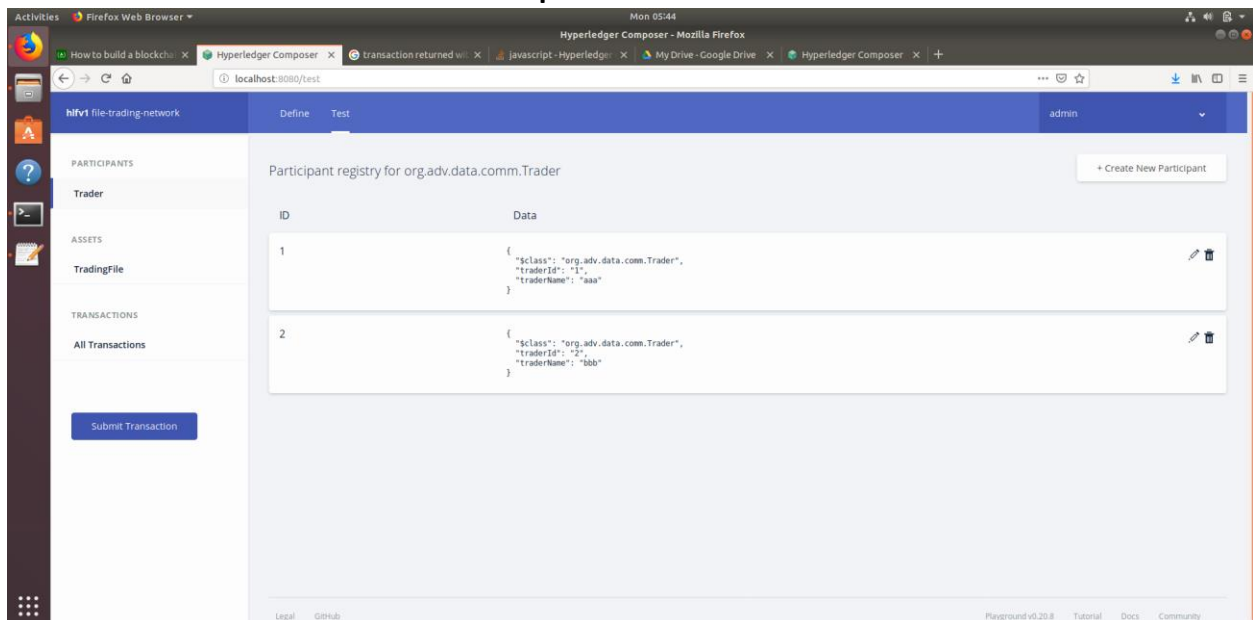 Activities Firefox Web Browser Mon 05:44
Hyperledger Composer - Mozilla Firefox
How to build a blockchai Hyperledger Composer transaction returned wit javascript - Hyperledger My Drive - Google Drive Hyperledger Composer
localhost:8080/test
hlfv1 file-trading-network Define Test admin
PARTICIPANTS
Participant registry for org.adv.data.comm.Trader + Create New Participant
Trader
ID Data
ASSETS
1 {
"$class": "org.adv.data.comm.Trader",
TradingFile
"traderId": "1",
"traderName": "aaa"
}
TRANSACTIONS
2 {
All Transactions
"$class": "org.adv.data.comm.Trader",
"traderId": "2",
"traderName": "bbb"
}
Submit Transaction
Legal GitHub Playground v0.20.8 Tutorial Docs Community